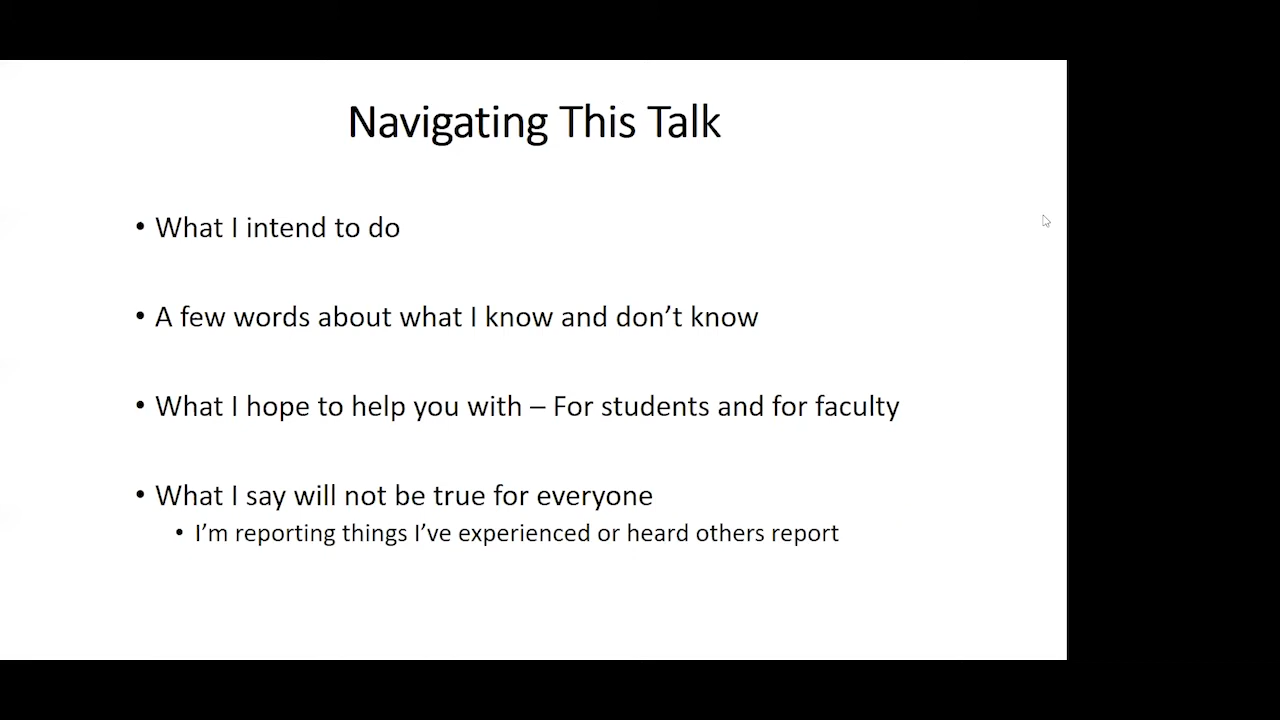 Navigating This Talk
• What I intend to do
• A few words about what I know and don’t know
• What I hope to help you with – For students and for faculty
• What I say will not be true for everyone
• I’m reporting things I’ve experienced or heard others report